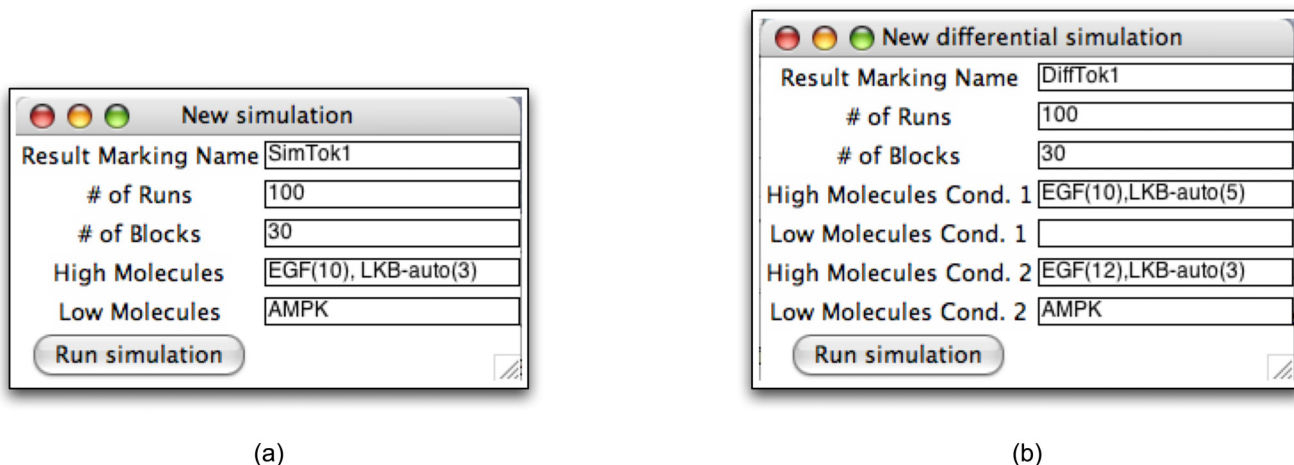 New simulation
Result Marking Name SimTok1
# of Runs 100
# of Blocks 30
High Molecules EGF(10), LKB-auto(3)
Low Molecules AMPK
Run simulation
(a)
New differential simulation
Result Marking Name DiffTok1
# of Runs 100
# of Blocks 30
High Molecules Cond. 1 EGF(10),LKB-auto(5)
Low Molecules Cond. 1
High Molecules Cond. 2 EGF(12),LKB-auto(3)
Low Molecules Cond. 2 AMPK
Run simulation
(b)